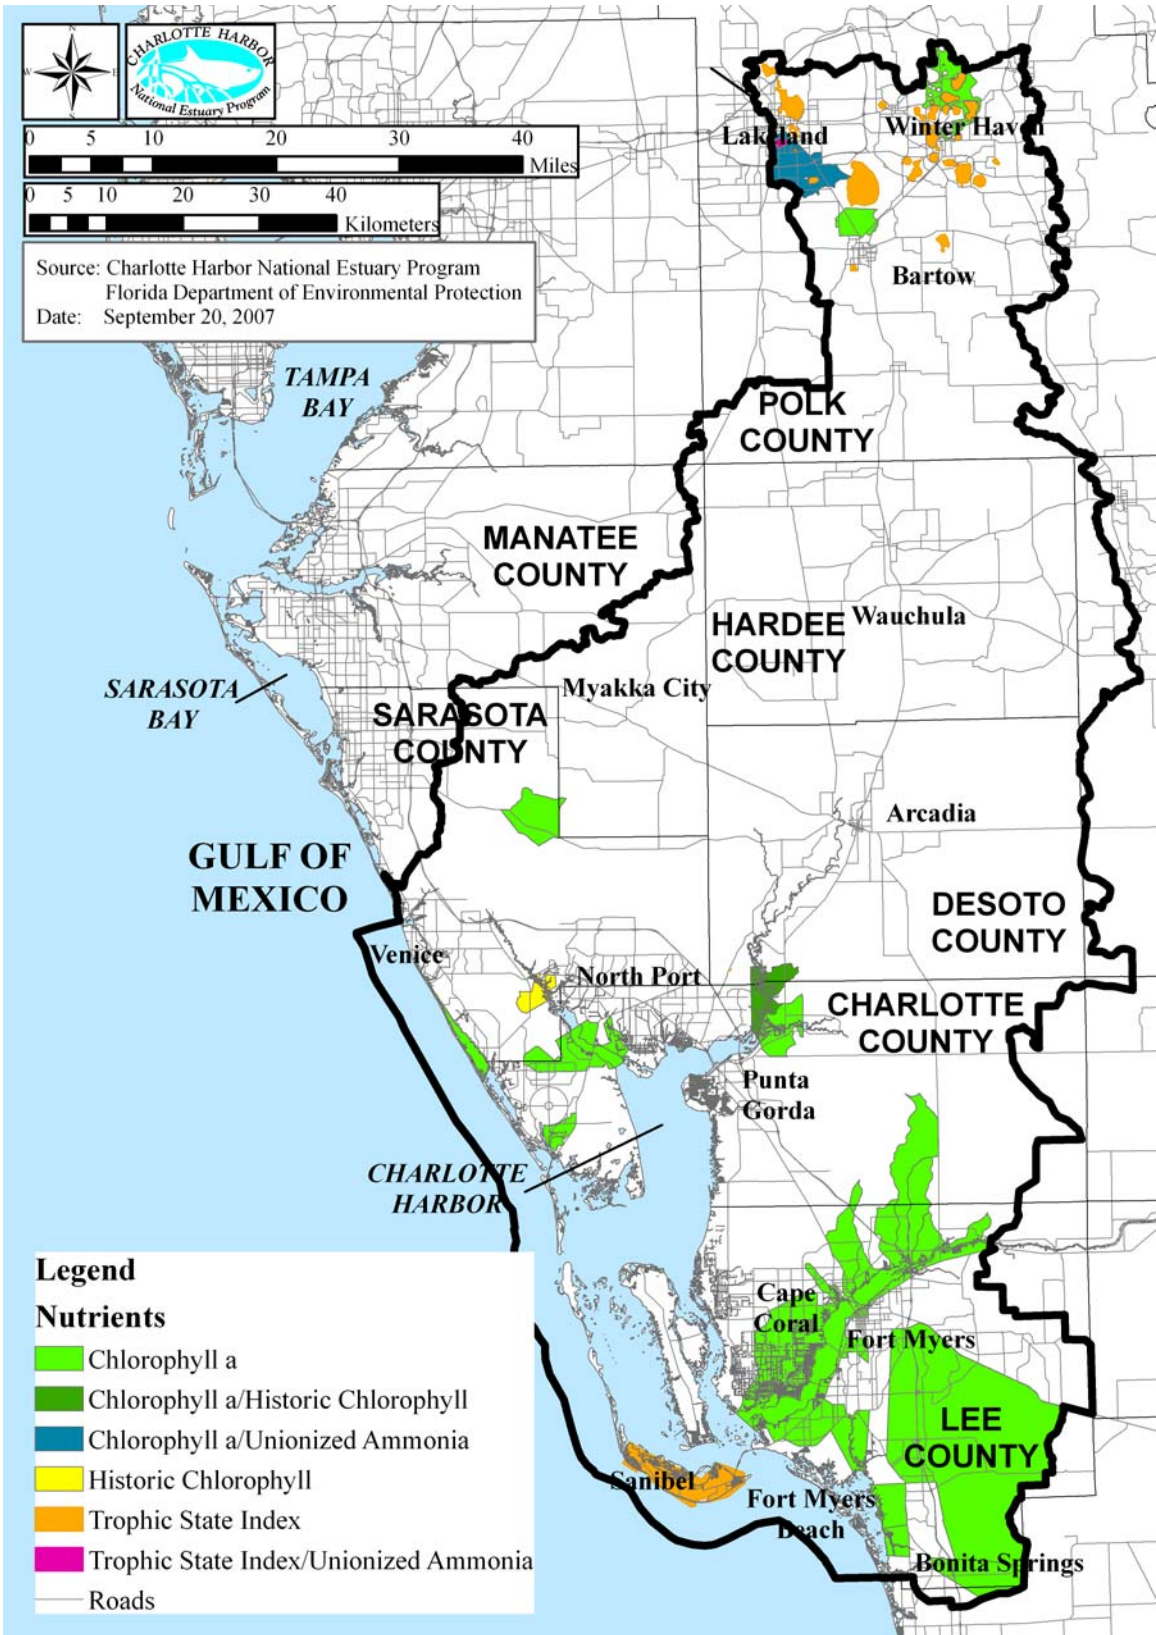 N
W
E
S
CHARLOTTE HARBOR
National Estuary Program
0 5 10 20 30 40
Miles
0 5 10 20 30 40
Kilometers
Source: Charlotte Harbor National Estuary Program
Florida Department of Environmental Protection
Date: September 20, 2007
Lakeland
Winter Haven
Bartow
TAMPA
BAY
POLK
COUNTY
MANATEE
COUNTY
HARDEE
COUNTY
Wauchula
SARASOTA
BAY
Myakka City
SARASOTA
COUNTY
Arcadia
GULF OF
MEXICO
DESOTO
COUNTY
Venice
North Port
CHARLOTTE
COUNTY
Punta
Gorda
CHARLOTTE
HARBOR
Cape
Coral
Fort Myers
LEE
COUNTY
Sanibel
Fort Myers
Beach
Bonita Springs
Legend
Nutrients
Chlorophyll a
Chlorophyll a/Historic Chlorophyll
Chlorophyll a/Unionized Ammonia
Historic Chlorophyll
Trophic State Index
Trophic State Index/Unionized Ammonia
Roads